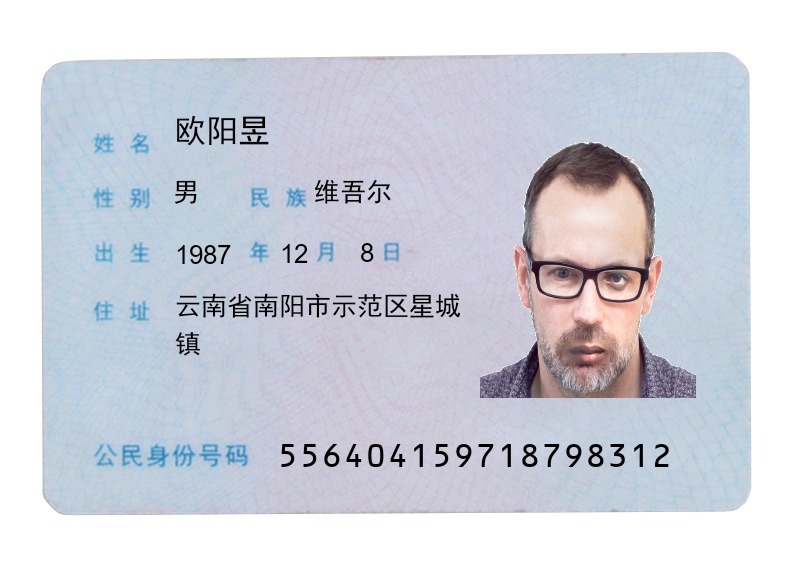 姓名 欧阳昱
性别 男 民族 维吾尔
出生 1987 年 12 月 8 日
住址 云南省南阳市示范区星城
镇
公民身份号码 556404159718798312